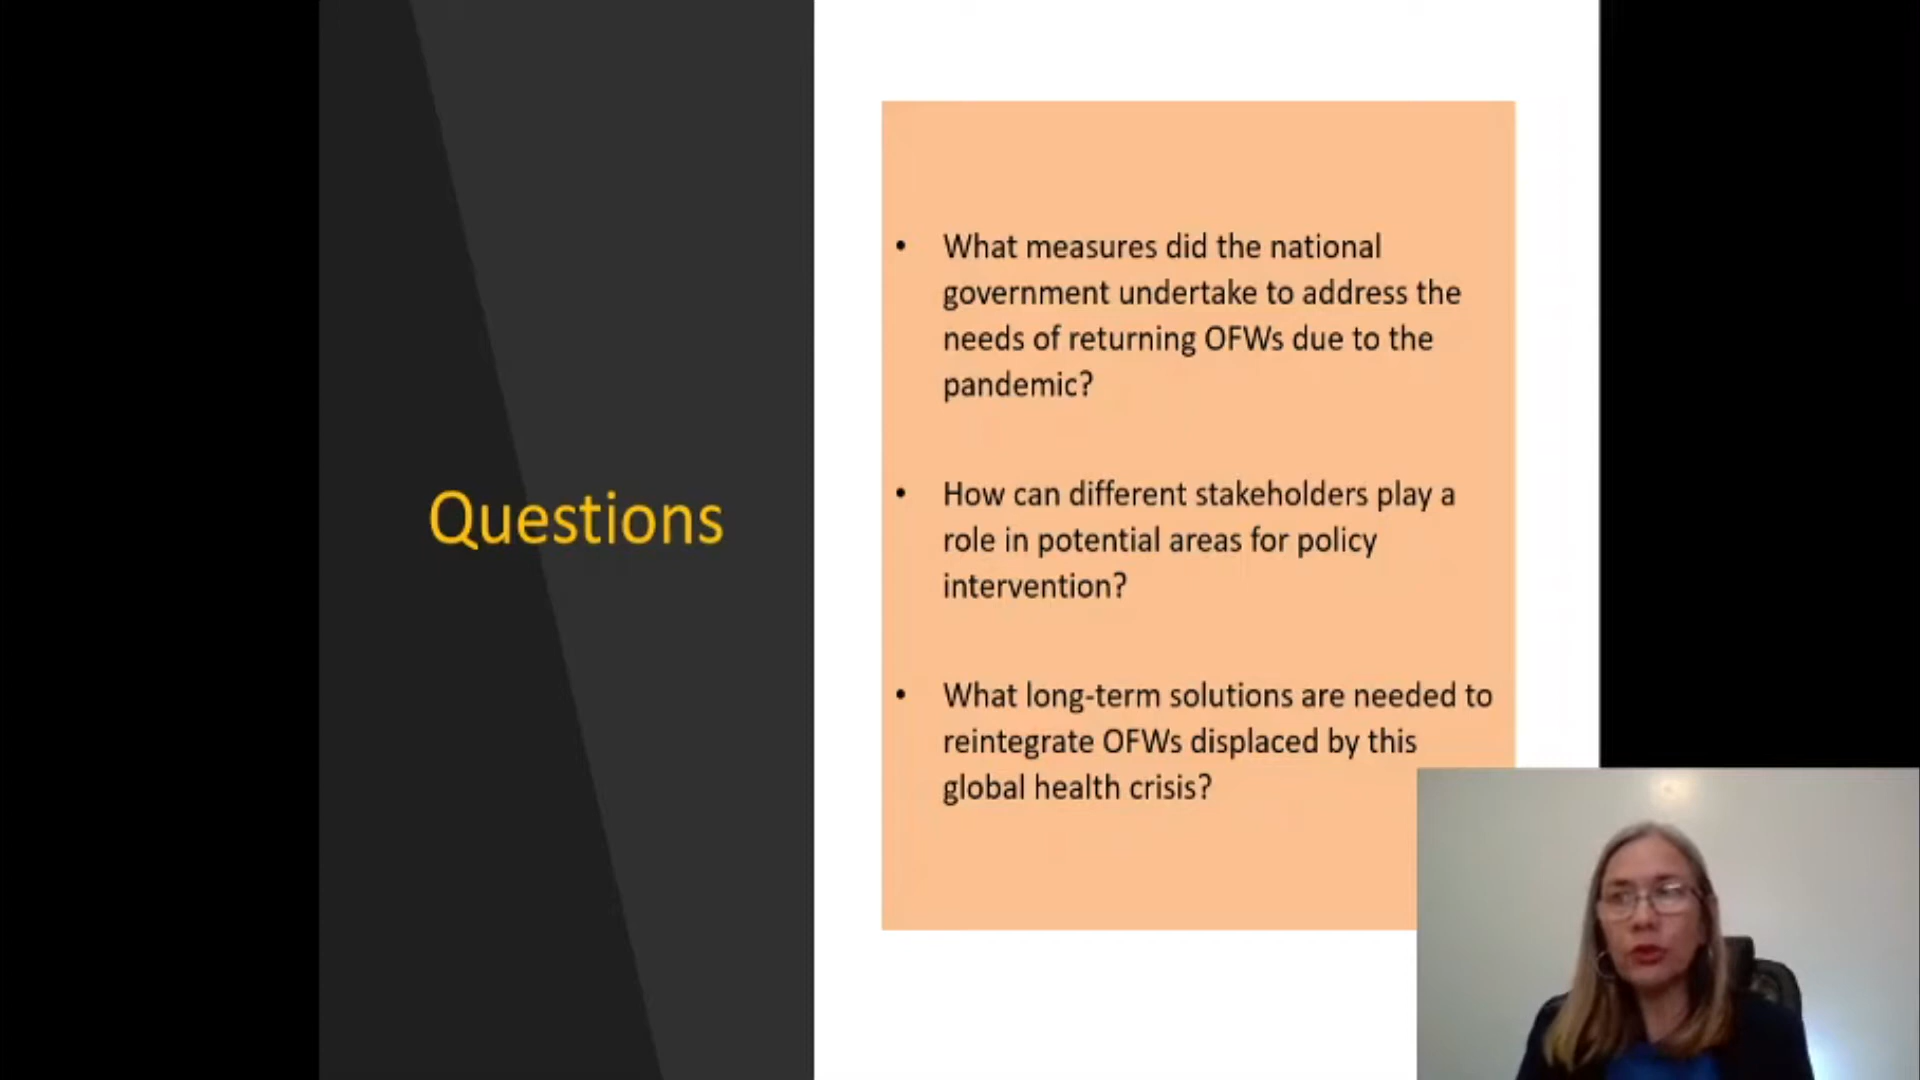 Questions
• What measures did the national
government undertake to address the
needs of returning OFWs due to the
pandemic?
• How can different stakeholders play a
role in potential areas for policy
intervention?
• What long-term solutions are needed to
reintegrate OFWs displaced by this
global health crisis?